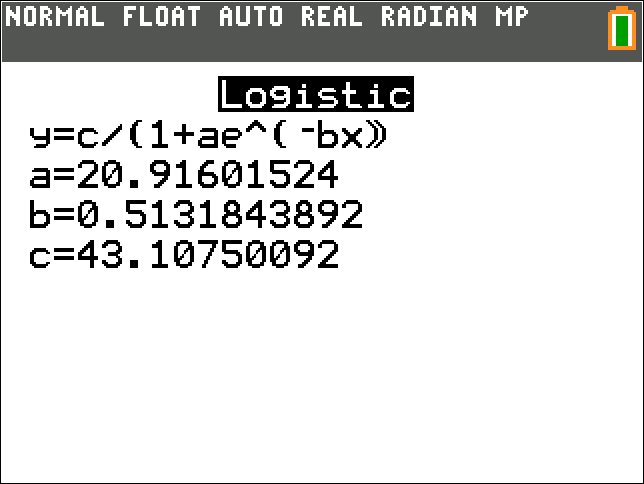 NORMAL FLOAT AUTO REAL RADIAN MP
Logistic
y=c/(1+ae^(-bx))
a=20.91601524
b=0.5131843892
c=43.10750092